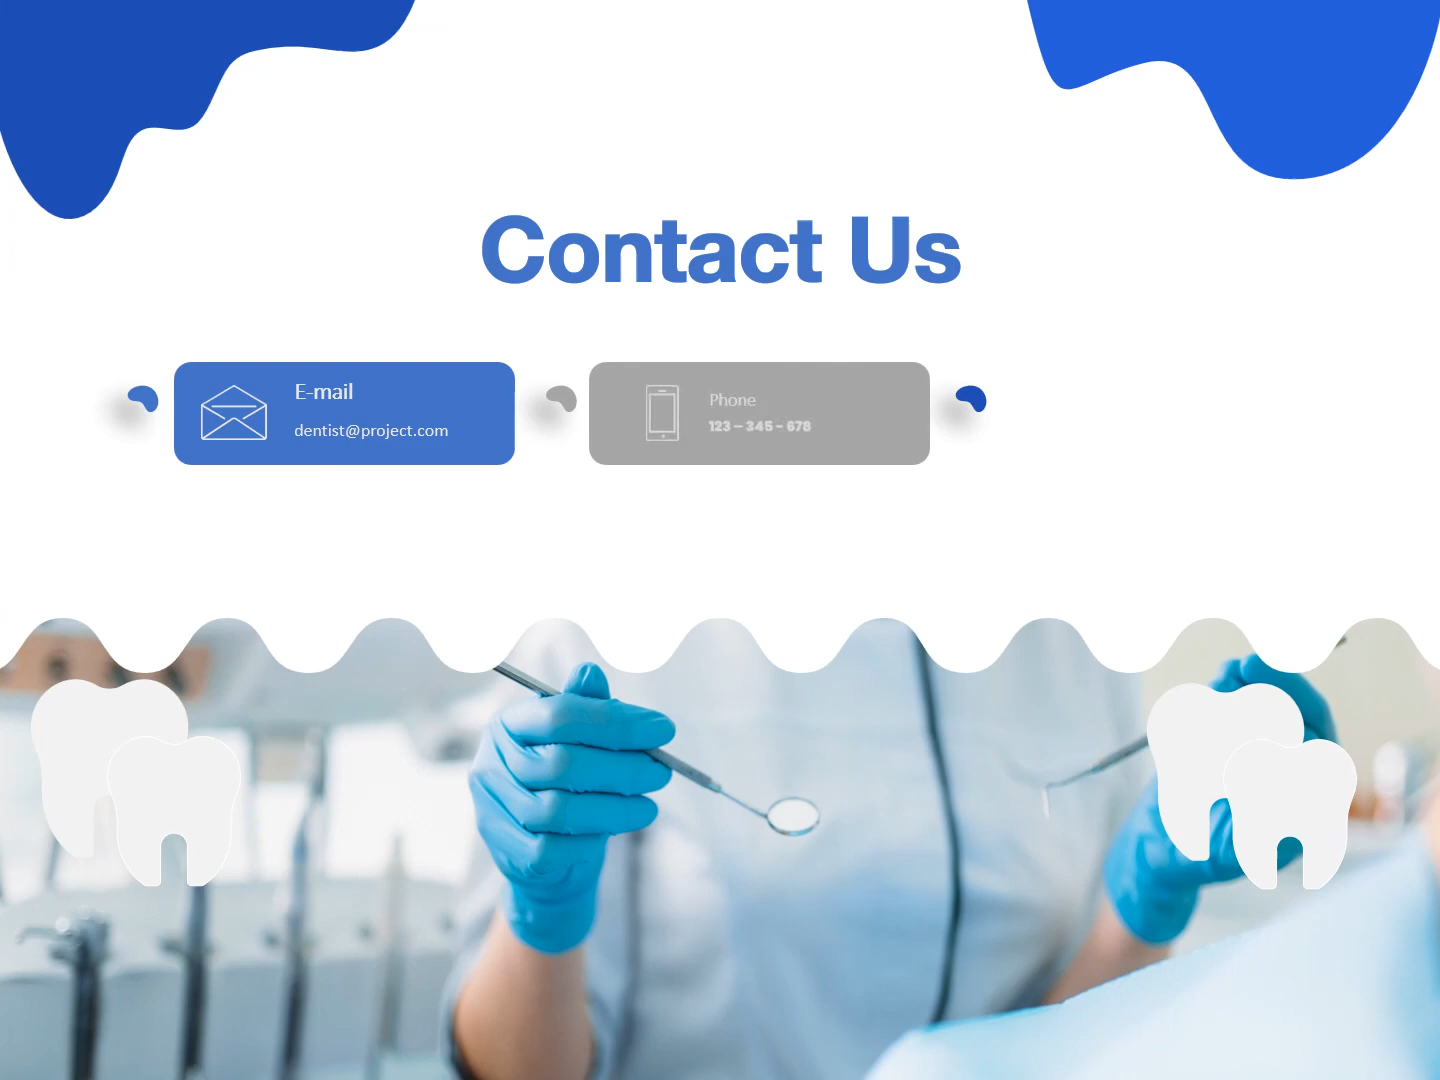 Contact Us
E-mail
dentist@project.com
Phone
123 – 345 - 678